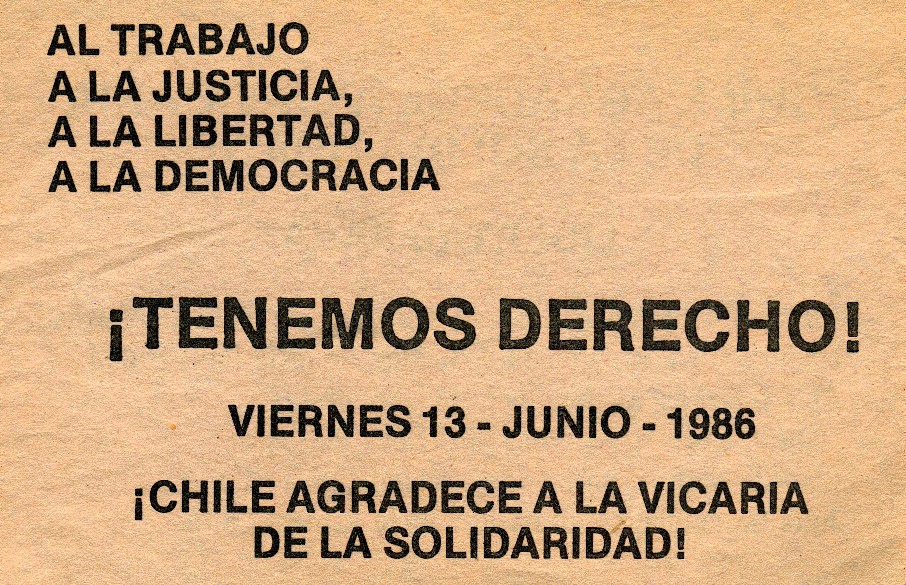 AL TRABAJO
A LA JUSTICIA,
A LA LIBERTAD,
A LA DEMOCRACIA
¡TENEMOS DERECHO!
VIERNES 13 - JUNIO - 1986
¡CHILE AGRADECE A LA VICARIA
DE LA SOLIDARIDAD!